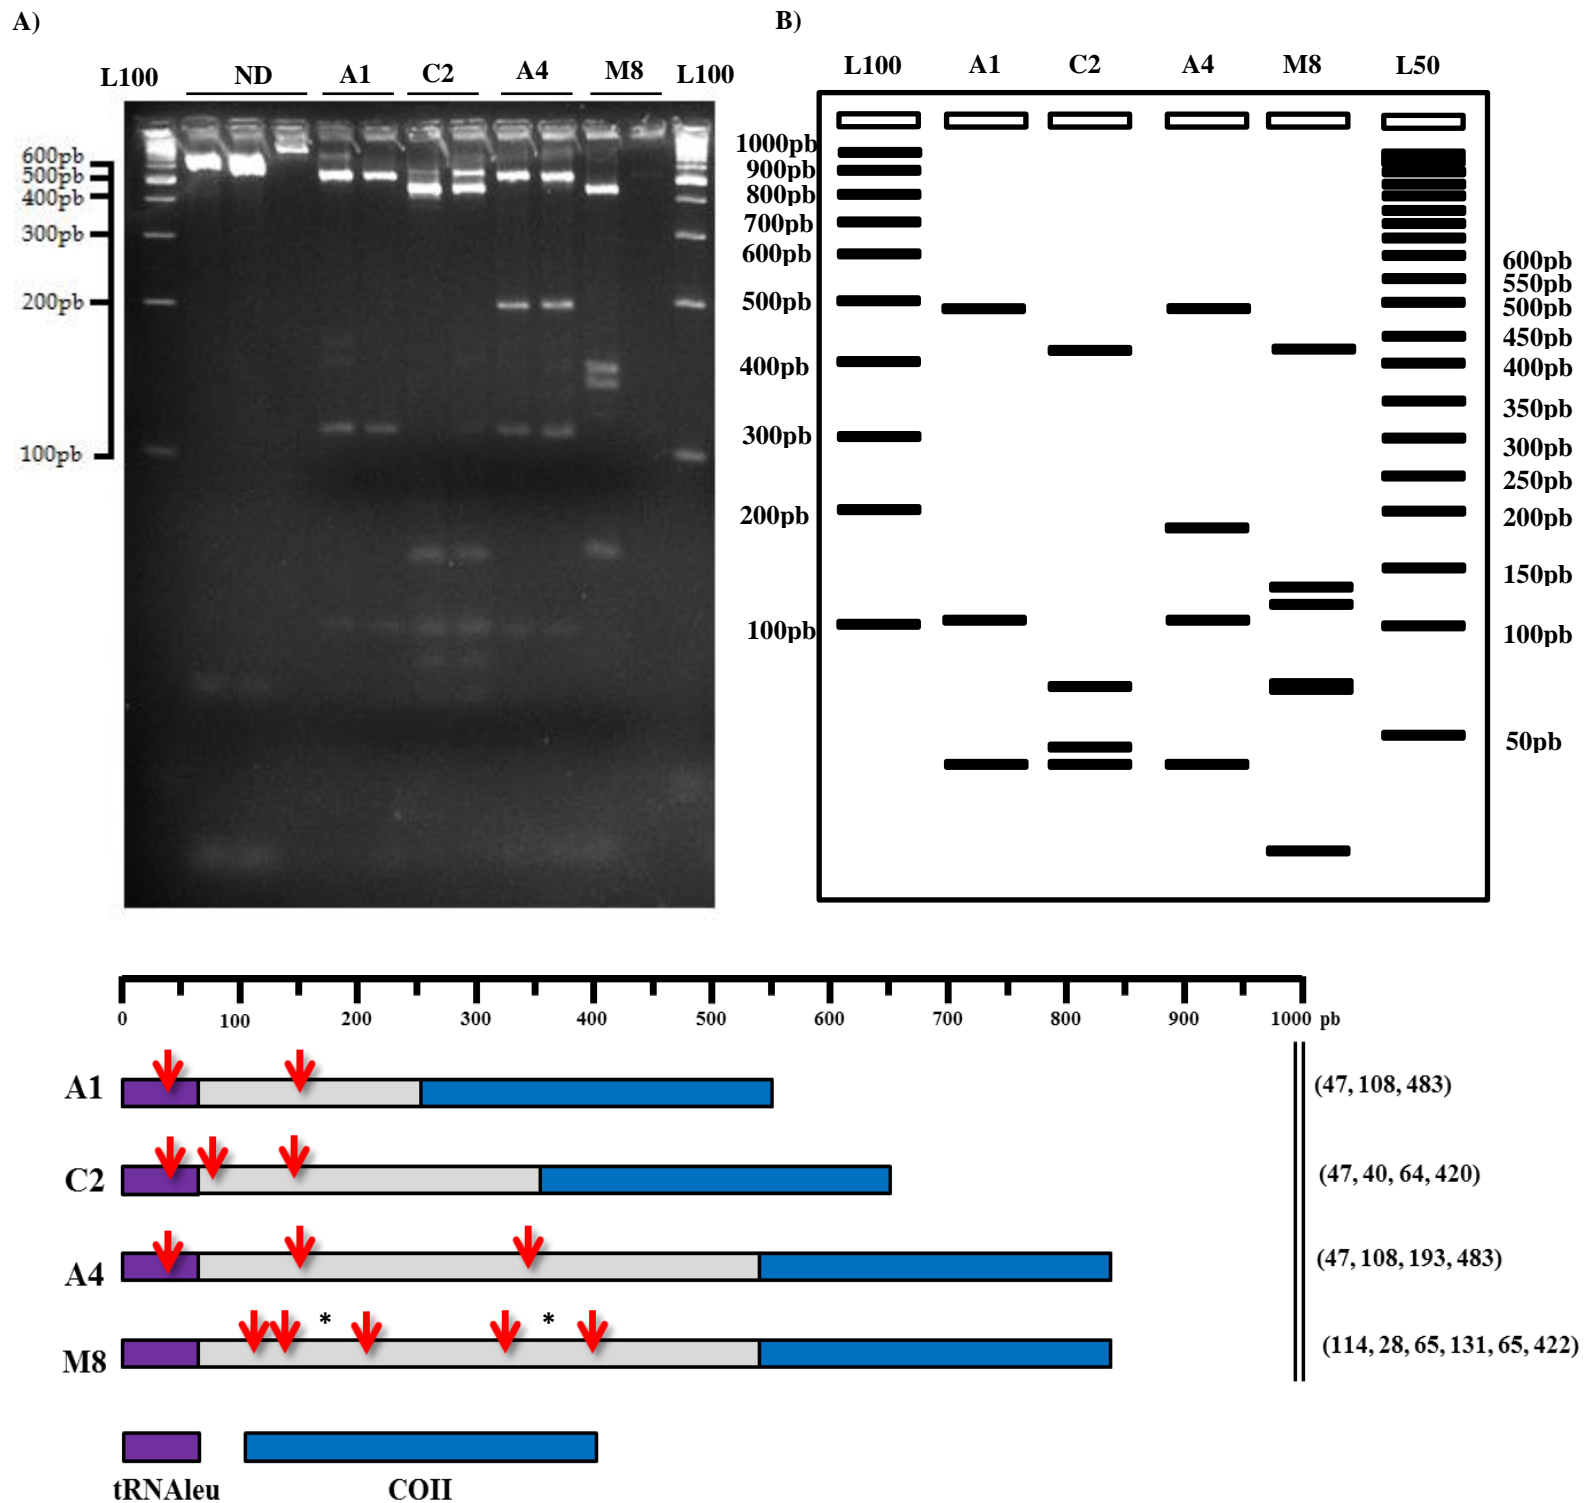 A)
L100 ND A1 C2 A4 M8 L100
600pb
500pb
400pb
300pb
200pb
100pb
B)
L100 A1 C2 A4 M8 L50
1000pb
900pb
800pb
700pb
600pb
500pb
400pb
300pb
200pb
100pb
600pb
550pb
500pb
450pb
400pb
350pb
300pb
250pb
200pb
150pb
100pb
50pb
0 100 200 300 400 500 600 700 800 900 1000 pb
A1 (47, 108, 483)
C2 (47, 40, 64, 420)
A4 (47, 108, 193, 483)
* *
M8 (114, 28, 65, 131, 65, 422)
tRNAleu COII